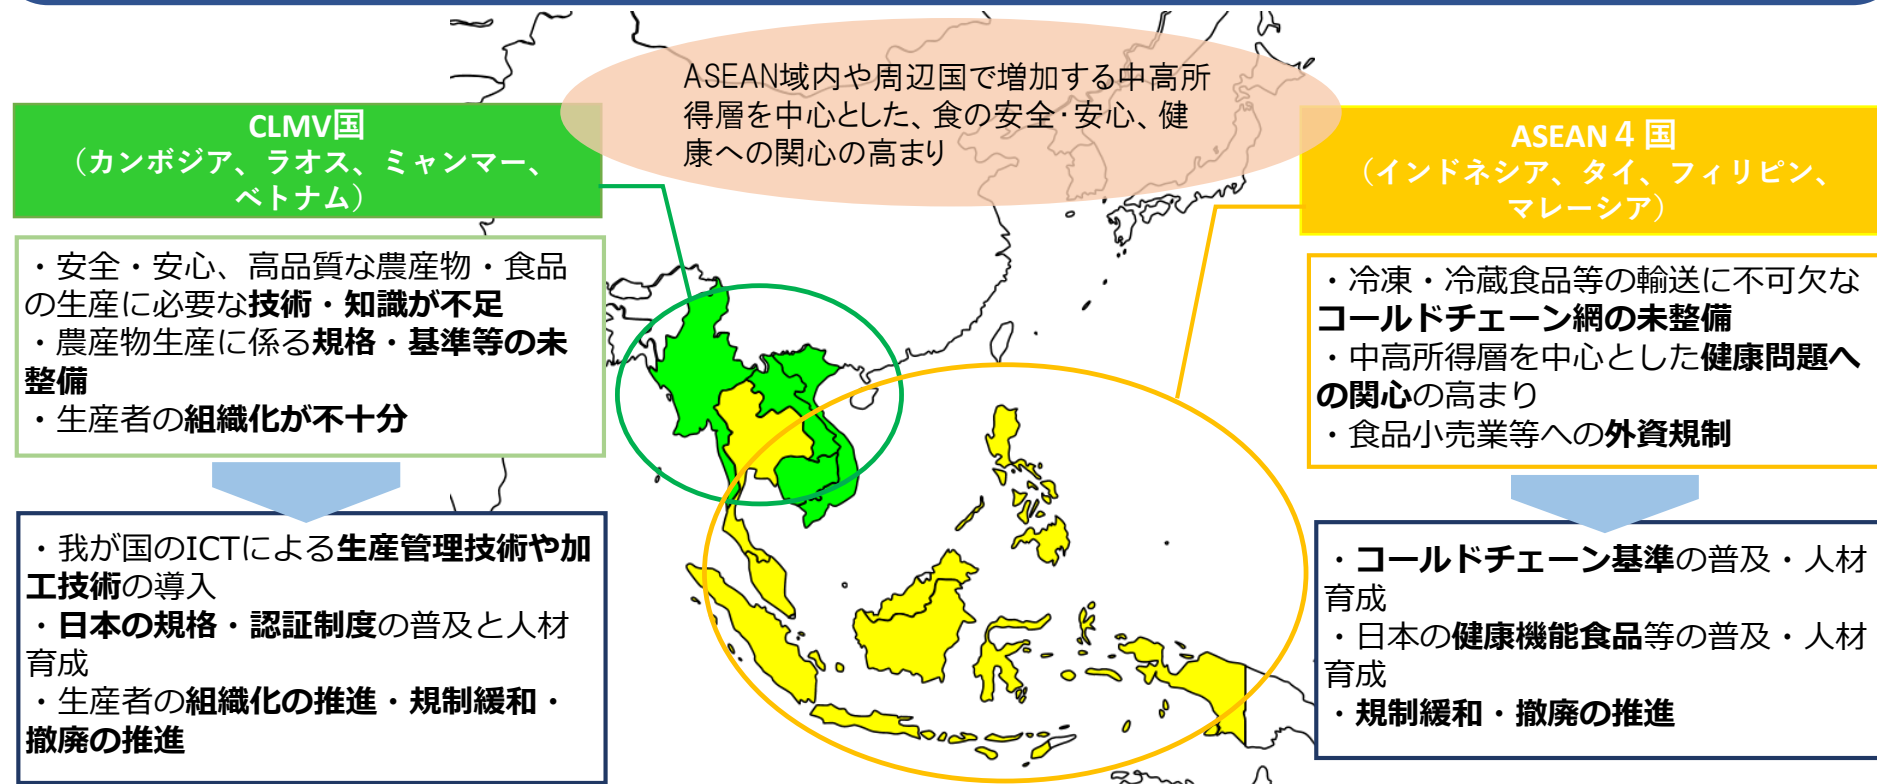 ASEAN域内や周辺国で増加する中高所
得層を中心とした、食の安全・安心、健
康への関心の高まり
CLMV国
（カンボジア、ラオス、ミャンマー、
ベトナム）
・安全・安心、高品質な農産物・食品
の生産に必要な技術・知識が不足
・農産物生産に係る規格・基準等の未
整備
・生産者の組織化が不十分
・我が国のICTによる生産管理技術や加
工技術の導入
・日本の規格・認証制度の普及と人材
育成
・生産者の組織化の推進・規制緩和・
撤廃の推進
ASEAN４国
（インドネシア、タイ、フィリピン、
マレーシア）
・冷凍・冷蔵食品等の輸送に不可欠な
コールドチェーン網の未整備
・中高所得層を中心とした健康問題へ
の関心の高まり
・食品小売業等への外資規制
・コールドチェーン基準の普及・人材
育成
・日本の健康機能食品等の普及・人材
育成
・規制緩和・撤廃の推進